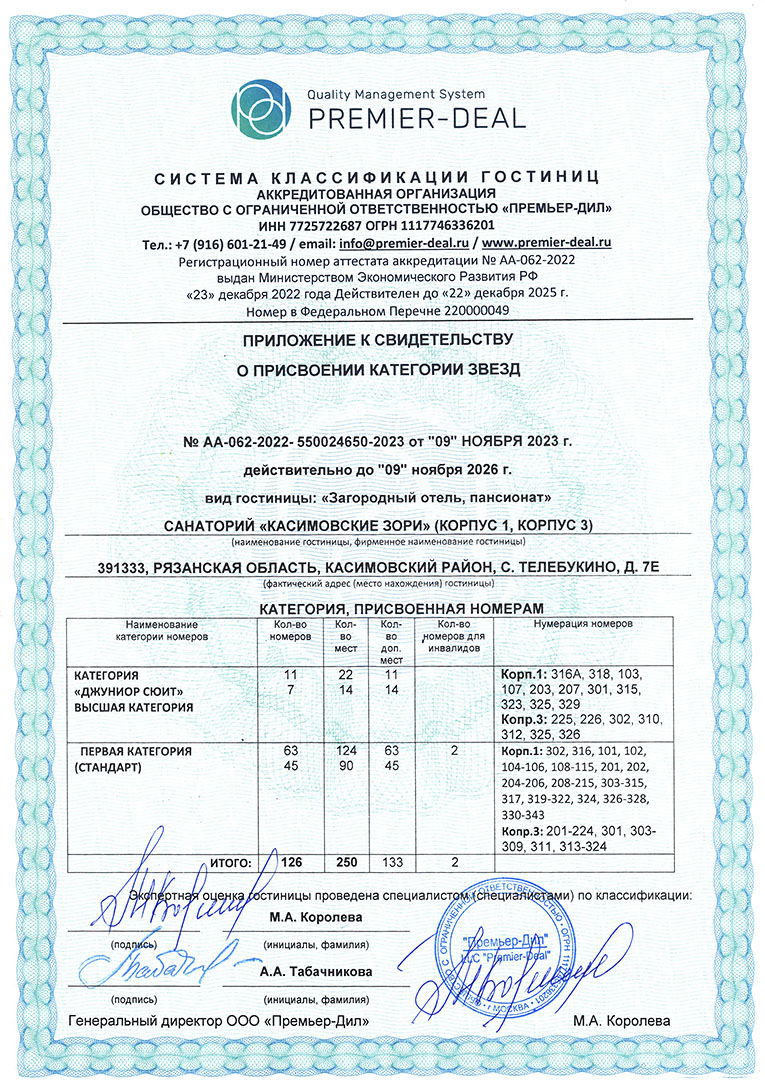 Quality Management System
PREMIER-DEAL
СИСТЕМА КЛАССИФИКАЦИИ ГОСТИНИЦ
АККРЕДИТОВАННАЯ ОРГАНИЗАЦИЯ
ОБЩЕСТВО С ОГРАНИЧЕННОЙ ОТВЕТСТВЕННОСТЬЮ «ПРЕМЬЕР-ДИЛ»
ИНН 7725722687 ОГРН 1117746336201
Тел.: +7 (916) 601-21-49 / email: info@premier-deal.ru / www.premier-deal.ru
Регистрационный номер аттестата аккредитации № АА-062-2022
выдан Министерством Экономического Развития РФ
«23» декабря 2022 года Действителен до «22» декабря 2025 г.
Номер в Федеральном Перечне 220000049
ПРИЛОЖЕНИЕ К СВИДЕТЕЛЬСТВУ
О ПРИСВОЕНИИ КАТЕГОРИИ ЗВЕЗД
№ АА-062-2022- 550024650-2023 от "09" НОЯБРЯ 2023 г.
действительно до "09" ноября 2026 г.
вид гостиницы: «Загородный отель, пансионат»
САНАТОРИЙ «КАСИМОВСКИЕ ЗОРИ» (КОРПУС 1, КОРПУС 3)
(наименование гостиницы, фирменное наименование гостиницы)
391333, РЯЗАНСКАЯ ОБЛАСТЬ, КАСИМОВСКИЙ РАЙОН, С. ТЕЛЕБУКИНО, Д. 7Е
(фактический адрес (место нахождения) гостиницы)
КАТЕГОРИЯ, ПРИСВОЕННАЯ НОМЕРАМ
Наименование категории номеров Кол-во номеров Кол-во мест Кол-во доп. мест Кол-во номеров для инвалидов Нумерация номеров
КАТЕГОРИЯ 11 22 11 Корп.1: 316А, 318, 103,
«ДЖУНИОР СЮИТ» 7 14 14 107, 203, 207, 301, 315,
ВЫСШАЯ КАТЕГОРИЯ 323, 325, 329
Копр.3: 225, 226, 302, 310,
312, 325, 326
ПЕРВАЯ КАТЕГОРИЯ 63 124 63 2 Корп.1: 302, 316, 101, 102,
(СТАНДАРТ) 45 90 45 104-106, 108-115, 201, 202,
204-206, 208-215, 303-315,
317, 319-322, 324, 326-328,
330-343
Копр.3: 201-224, 301, 303-
309, 311, 313-324
ИТОГО: 126 250 133 2
Экспертная оценка гостиницы проведена специалистом (специалистами) по классификации:
М.А. Королева
(подпись) (инициалы, фамилия)
А.А. Табачникова
(подпись) (инициалы, фамилия)
"Премьер-Дил"
LLC "Premier-Deal"
Генеральный директор ООО «Премьер-Дил» М.А. Королева